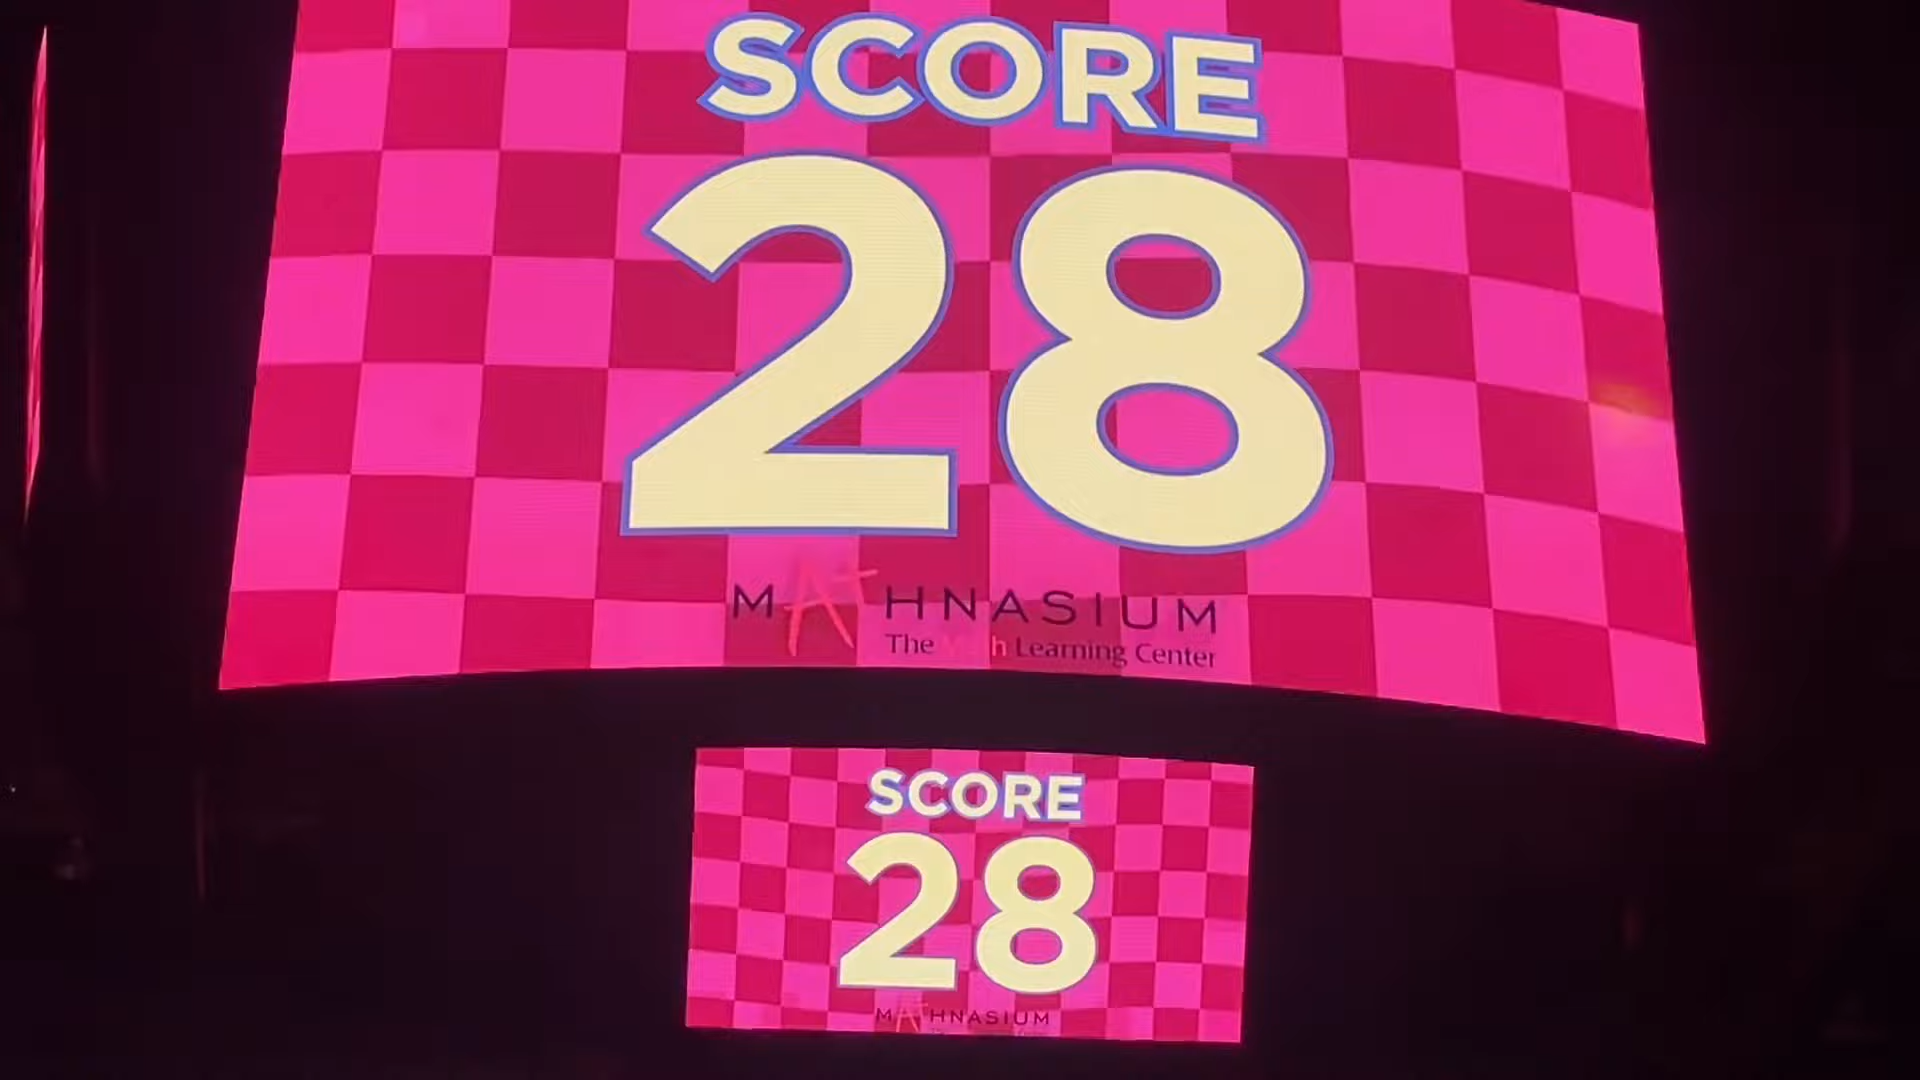 SCORE
28
MATHNASIUM
The Math Learning Center
SCORE
28
MATHNASIUM